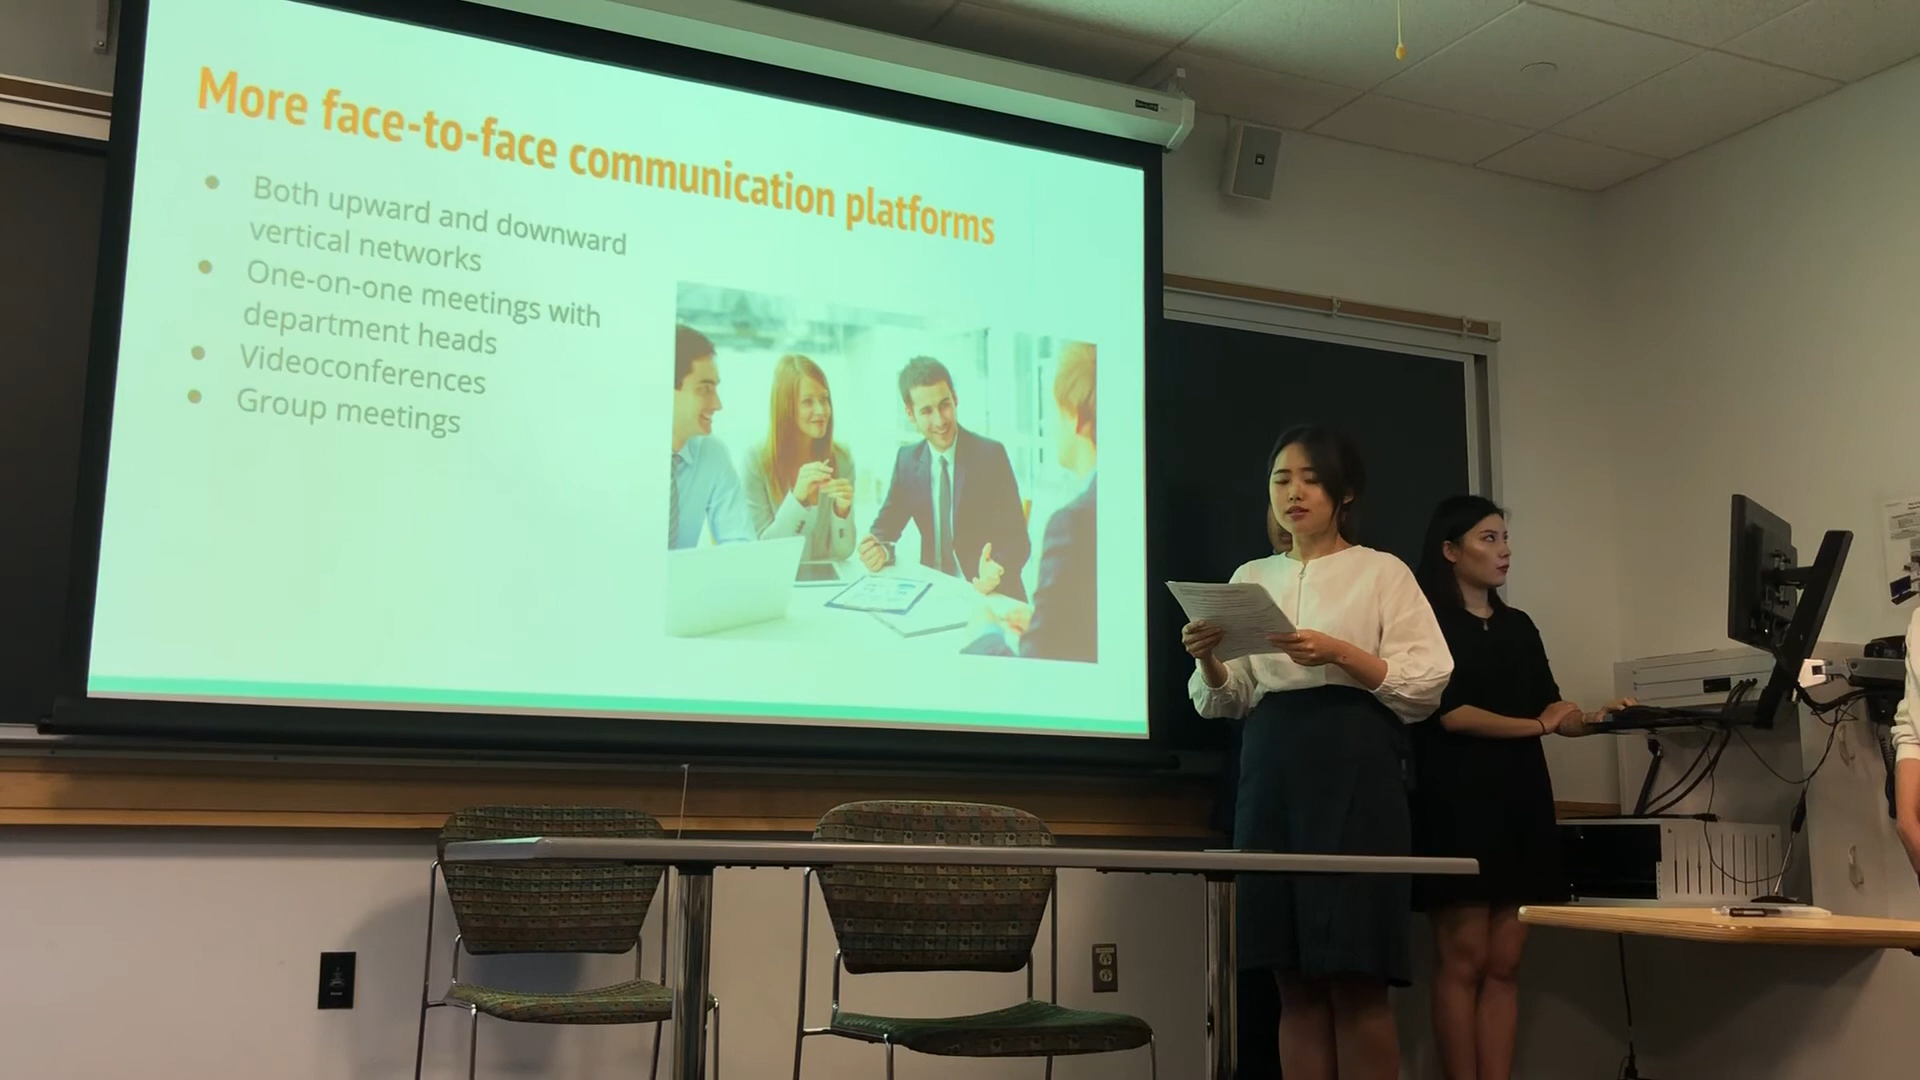 More face-to-face communication platforms
Both upward and downward
vertical networks
One-on-one meetings with
department heads
Videoconferences
Group meetings